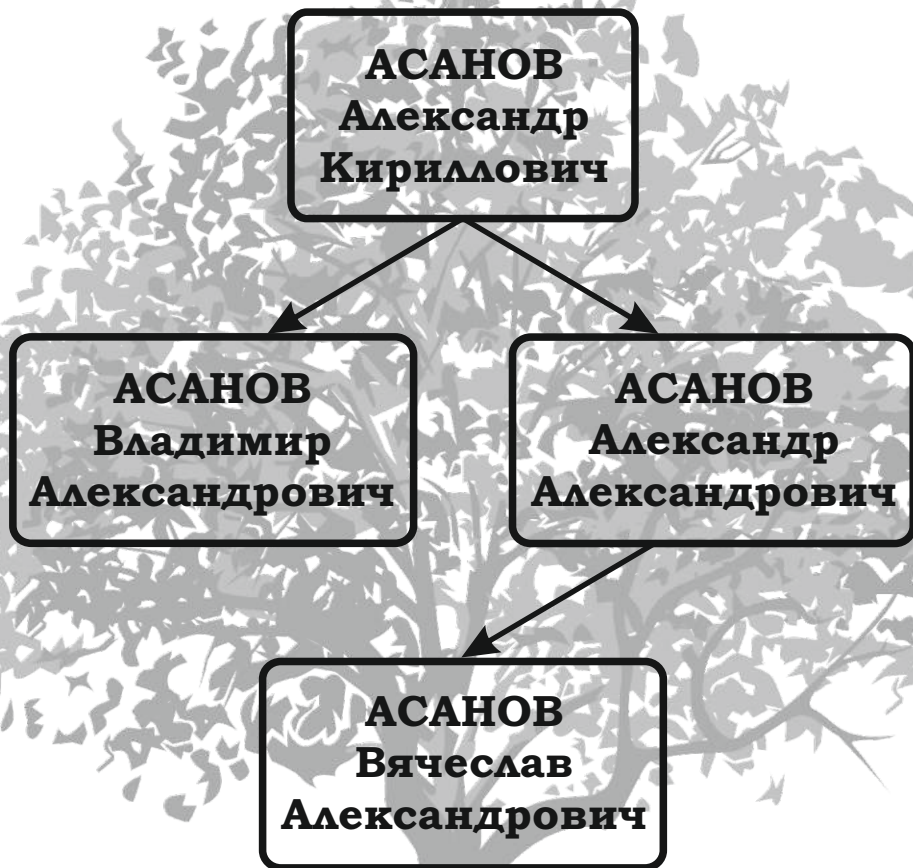 АСАНОВ
Александр
Кириллович
АСАНОВ
Владимир
Александрович
АСАНОВ
Александр
Александрович
АСАНОВ
Вячеслав
Александрович